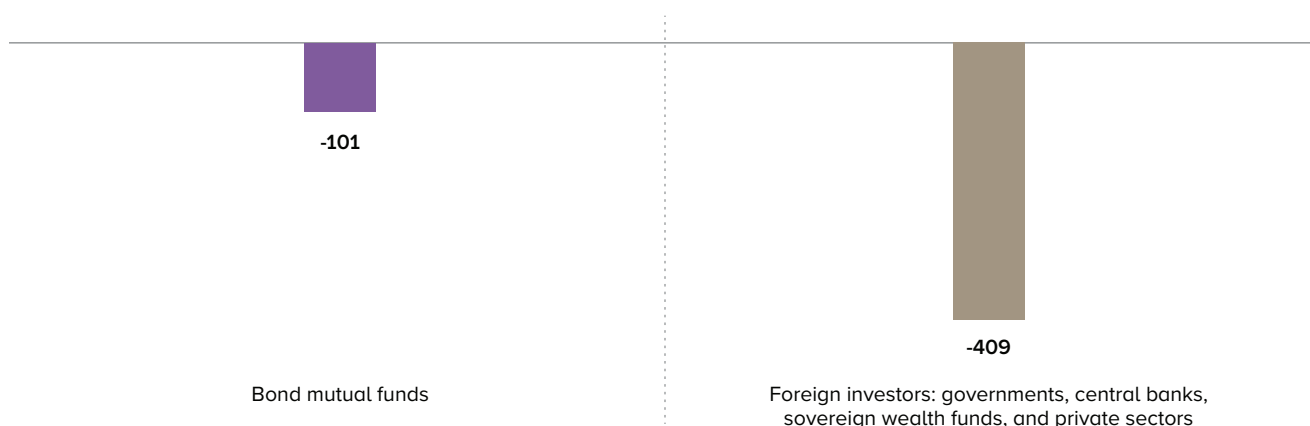 -101
-409
Bond mutual funds
Foreign investors: governments, central banks,
sovereign wealth funds, and private sectors